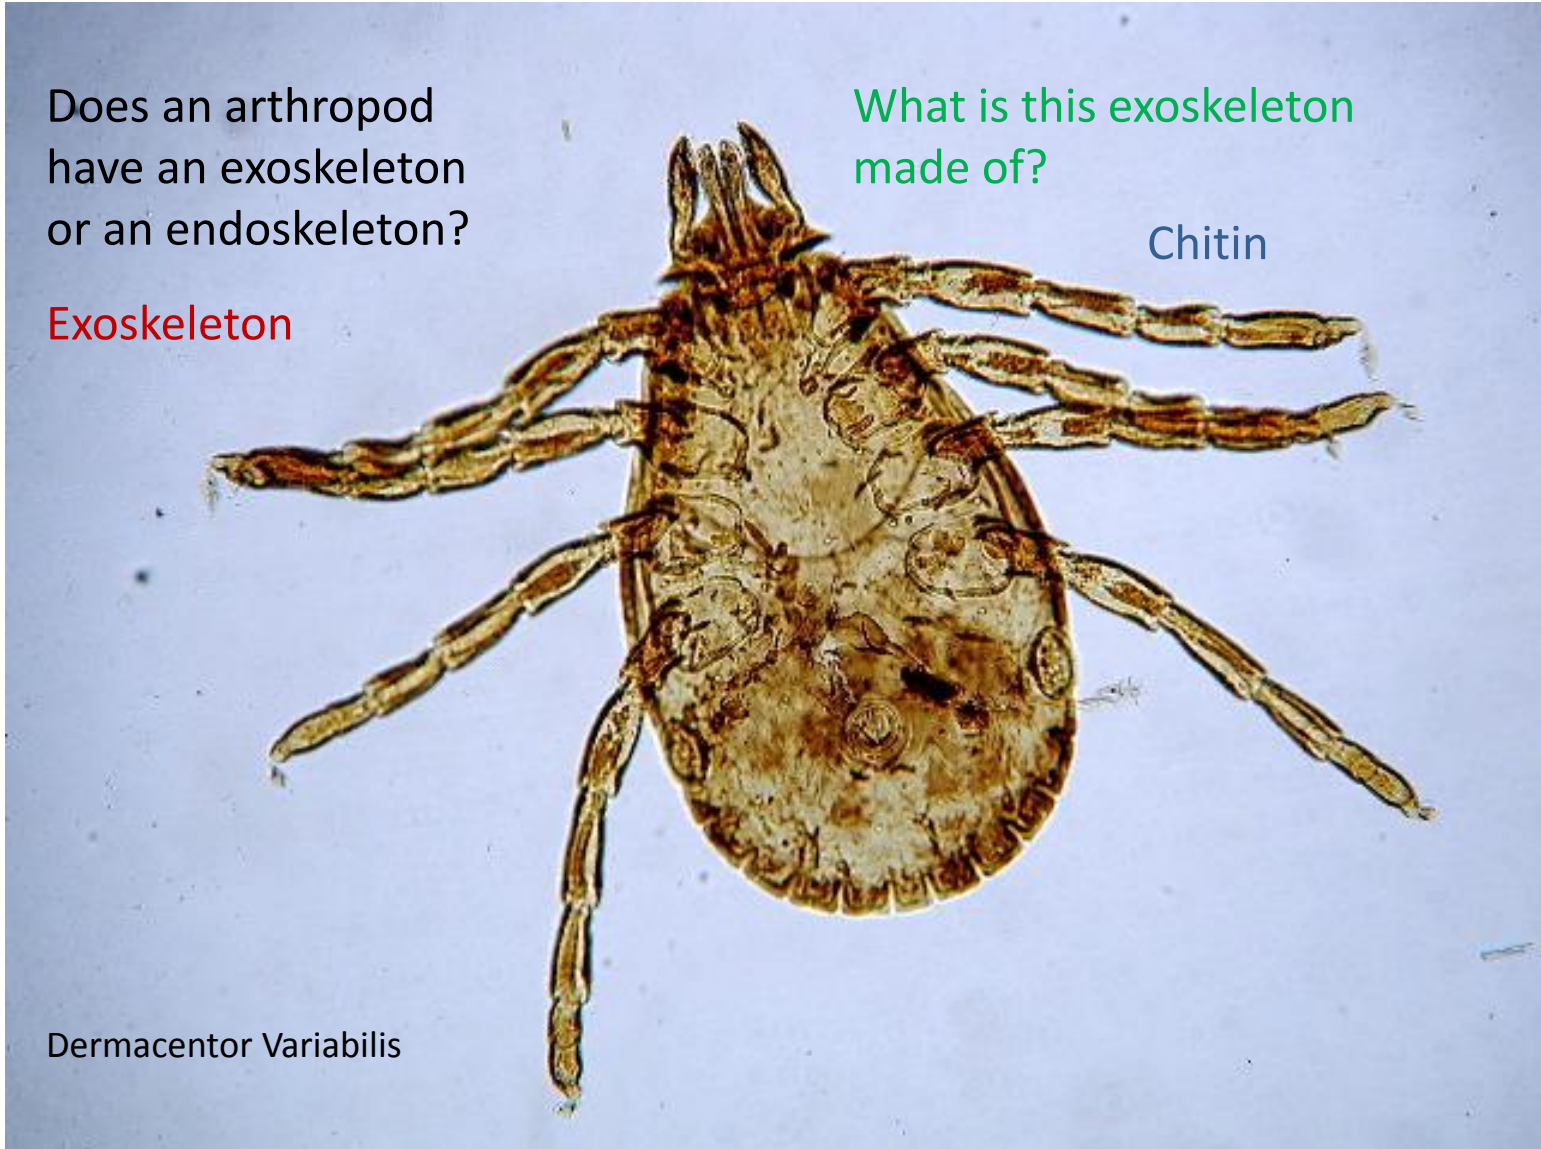 Does an arthropod
have an exoskeleton
or an endoskeleton?
Exoskeleton
What is this exoskeleton
made of?
Chitin
Dermacentor Variabilis